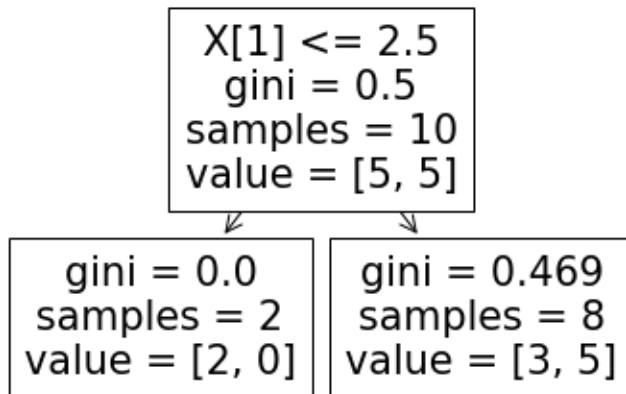 X[1] <= 2.5
gini = 0.5
samples = 10
value = [5, 5]
gini = 0.0
samples = 2
value = [2, 0]
gini = 0.469
samples = 8
value = [3, 5]